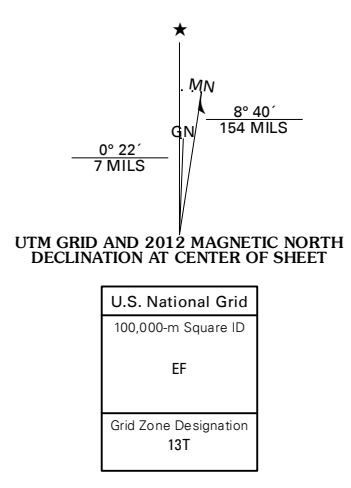 ★
MN
8° 40´
154 MILS
GN
0° 22´
7 MILS
UTM GRID AND 2012 MAGNETIC NORTH
DECLINATION AT CENTER OF SHEET
U.S. National Grid
100,000-m Square ID
EF
Grid Zone Designation
13T